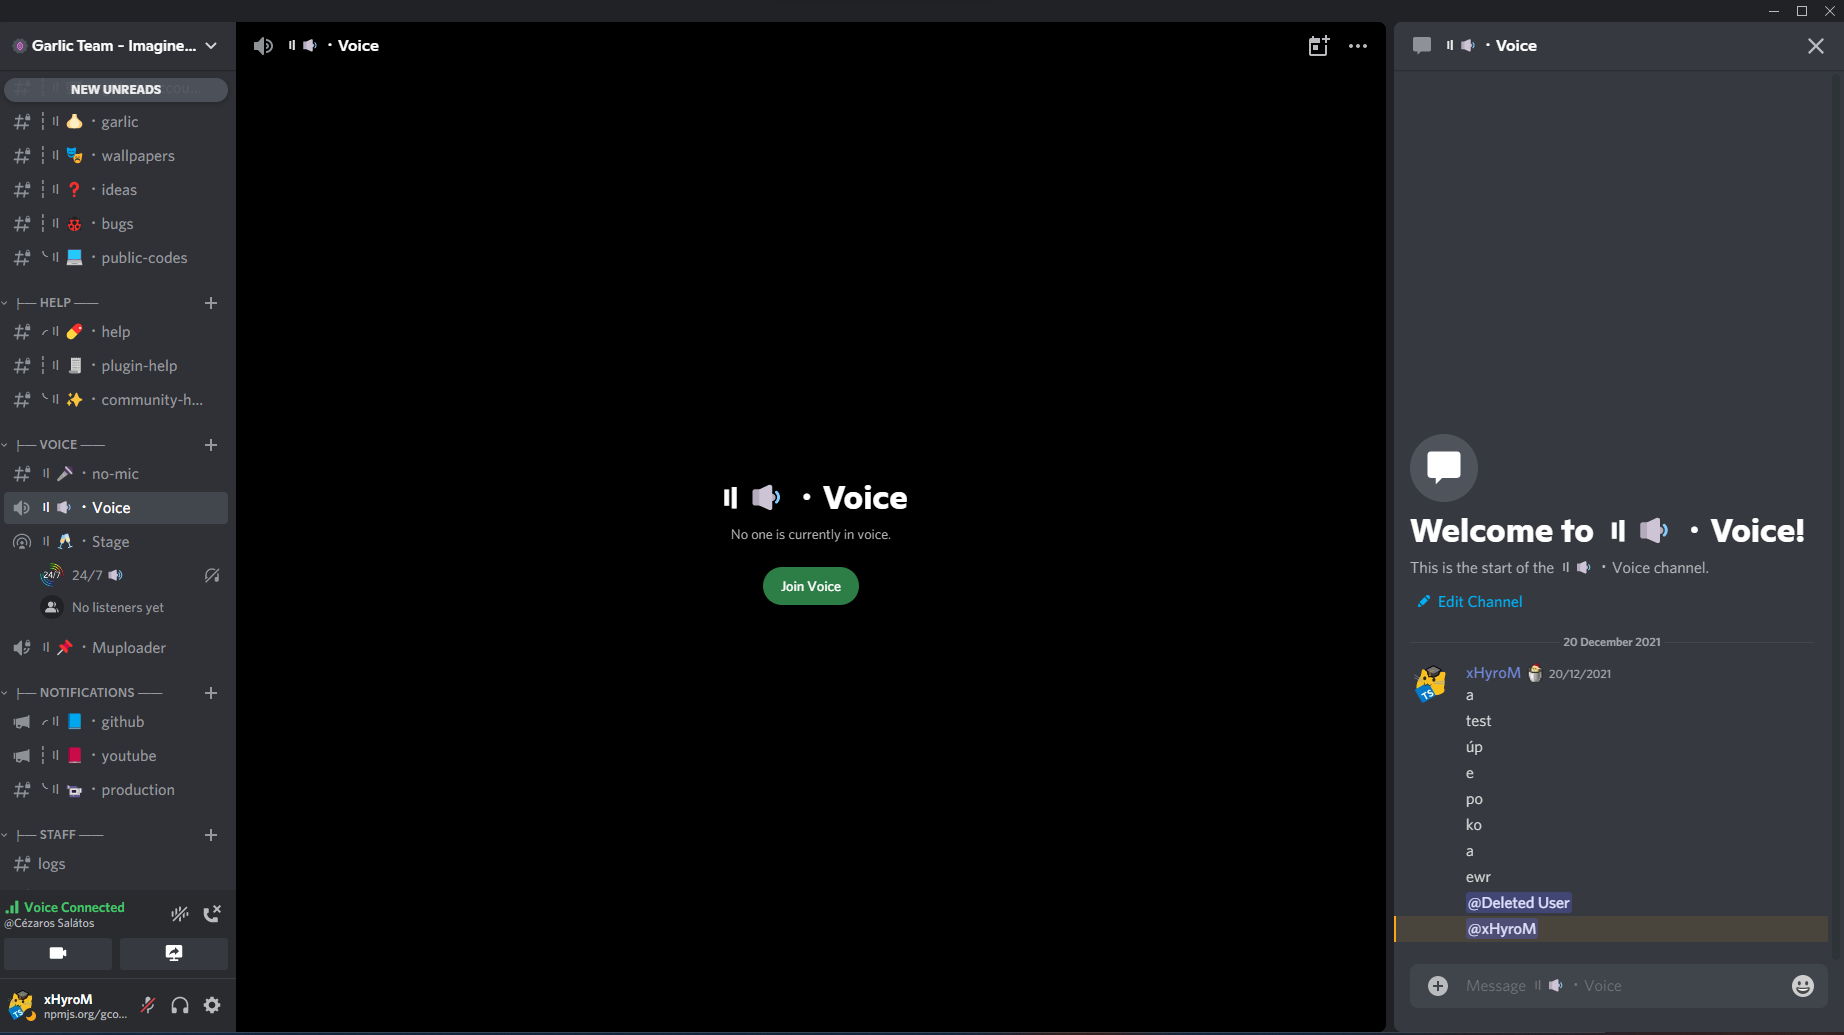 Garlic Team - Imagine...
NEW UNREADS
garlic
wallpapers
ideas
bugs
public-codes
HELP
help
plugin-help
community-h...
VOICE
no-mic
Voice
Stage
24/7
24/7
No listeners yet
Muploader
NOTIFICATIONS
github
youtube
production
STAFF
logs
Voice Connected
@Cézaros Salátos
xHyroM
npmjs.org/gco...
Voice
Voice
No one is currently in voice.
Join Voice
Voice
Welcome to Voice!
This is the start of the Voice channel.
Edit Channel
20 December 2021
xHyroM 20/12/2021
TS
a
test
úp
e
po
ko
a
ewr
@Deleted User
@xHyroM
Message Voice